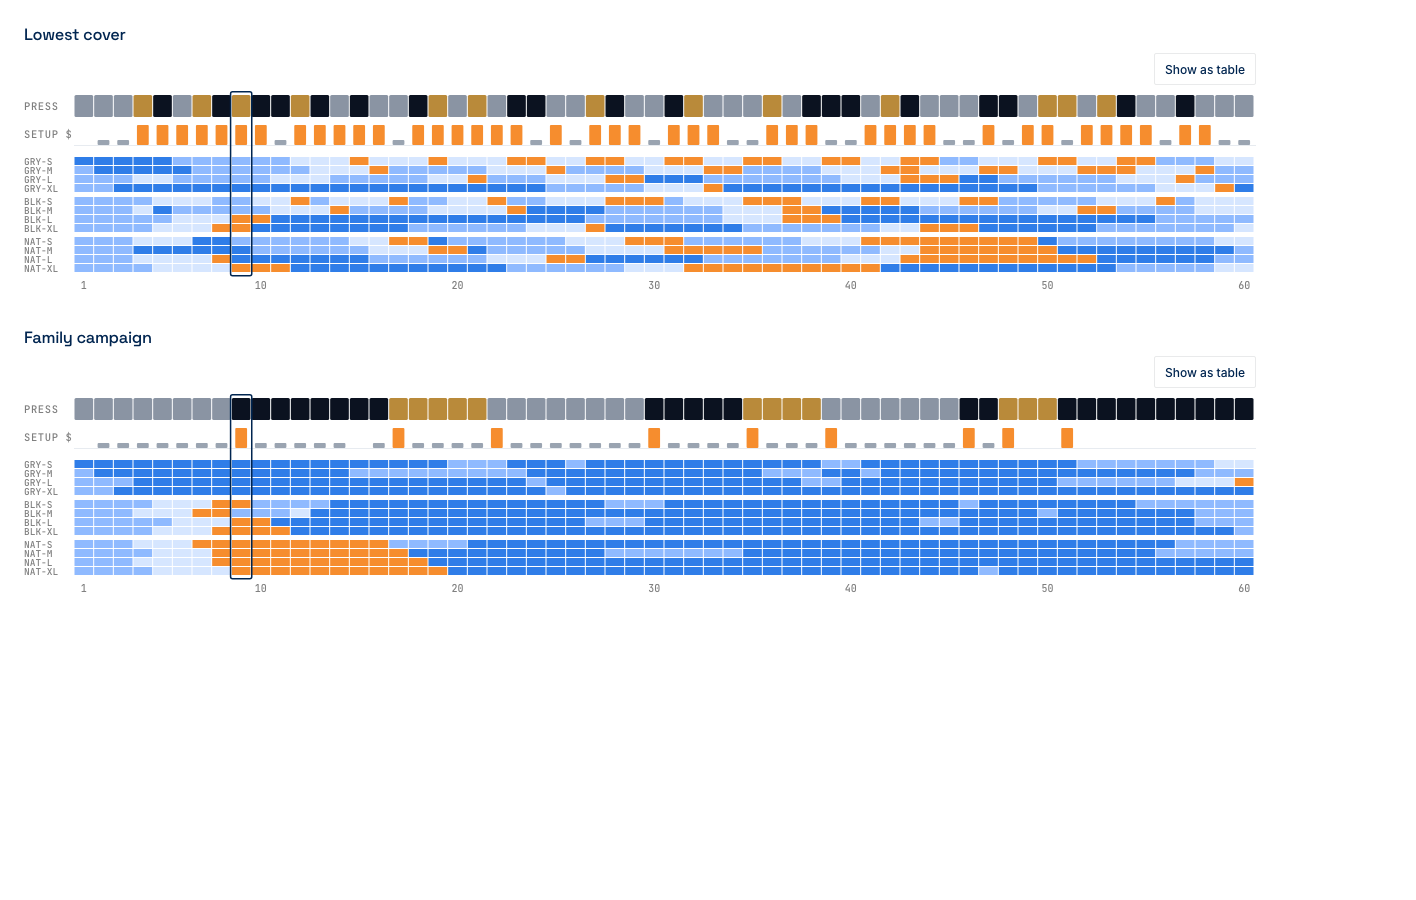 Lowest cover
Show as table
PRESS
SETUP $
GRY-S
GRY-M
GRY-L
GRY-XL
BLK-S
BLK-M
BLK-L
BLK-XL
NAT-S
NAT-M
NAT-L
NAT-XL
1 10 20 30 40 50 60
Family campaign
Show as table
PRESS
SETUP $
GRY-S
GRY-M
GRY-L
GRY-XL
BLK-S
BLK-M
BLK-L
BLK-XL
NAT-S
NAT-M
NAT-L
NAT-XL
1 10 20 30 40 50 60